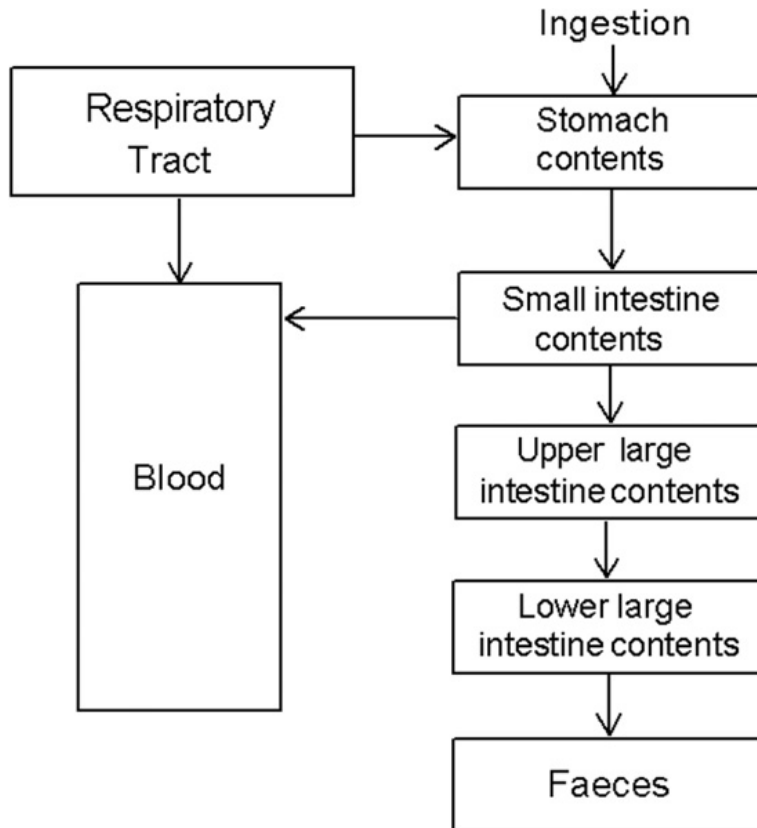 Ingestion
Respiratory
Tract
Stomach
contents
Small intestine
contents
Blood
Upper large
intestine contents
Lower large
intestine contents
Faeces